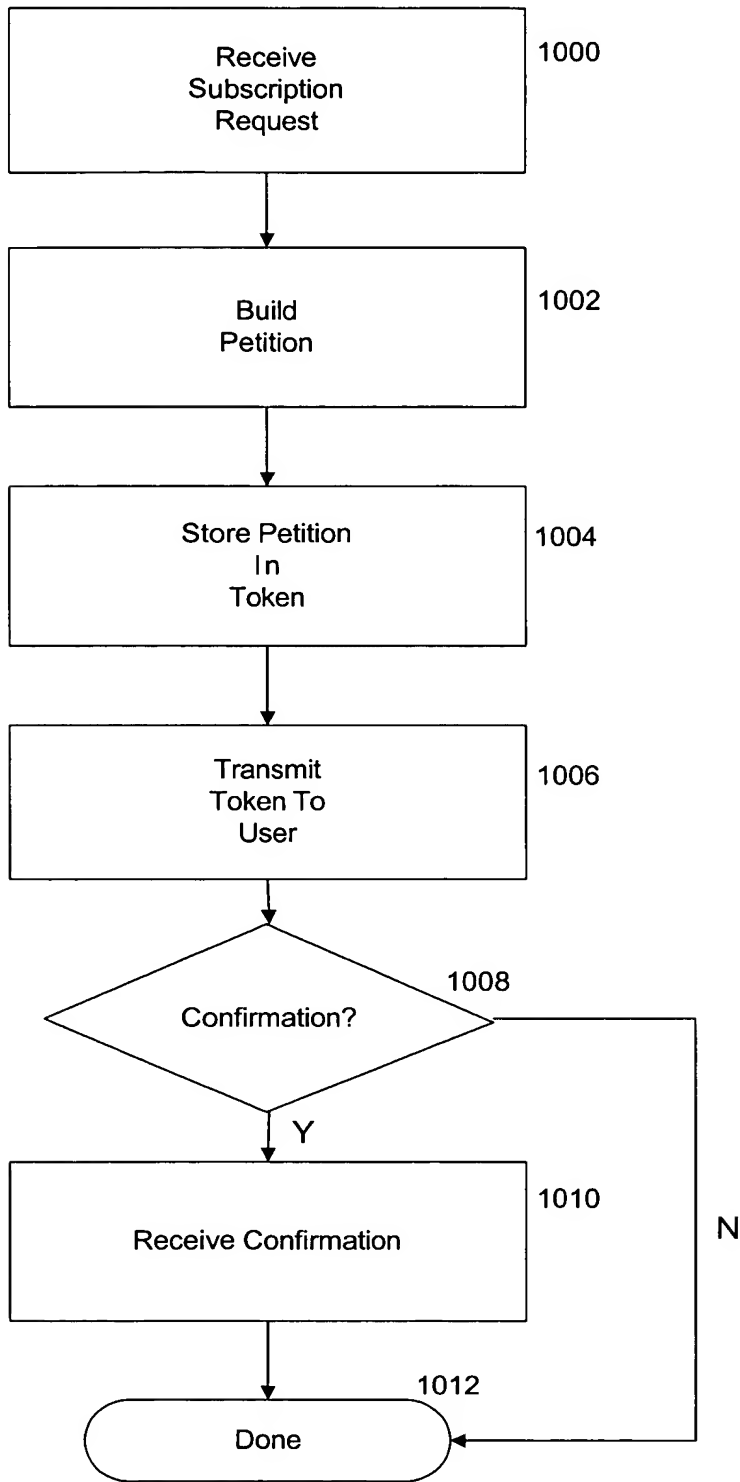 Receive
Subscription
Request
1000
Build
Petition
1002
Store Petition
In
Token
1004
Transmit
Token To
User
1006
Confirmation?
1008
Y
Receive Confirmation
1010
N
1012
Done